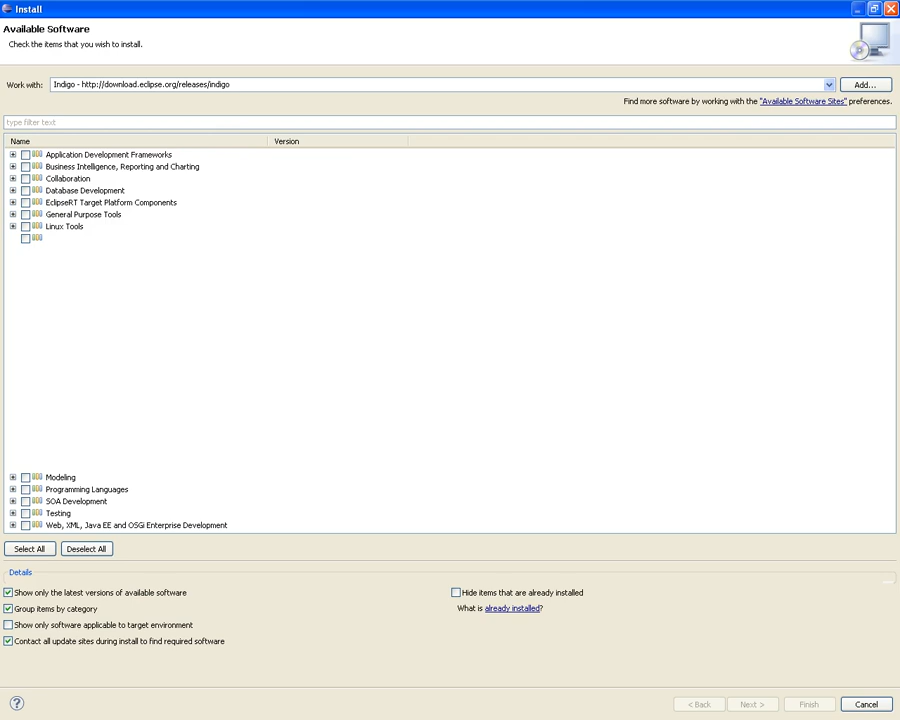 Install
Available Software
Check the items that you wish to install.
Work with: Indigo - http://download.eclipse.org/releases/indigo Add...
Find more software by working with the "Available Software Sites" preferences.
type filter text
Name Version
Application Development Frameworks
Business Intelligence, Reporting and Charting
Collaboration
Database Development
EclipseRT Target Platform Components
General Purpose Tools
Linux Tools
Modeling
Programming Languages
SOA Development
Testing
Web, XML, Java EE and OSGi Enterprise Development
Select All Deselect All
Details
Show only the latest versions of available software Hide items that are already installed
Group items by category What is already installed?
Show only software applicable to target environment
Contact all update sites during install to find required software
? < Back Next > Finish Cancel